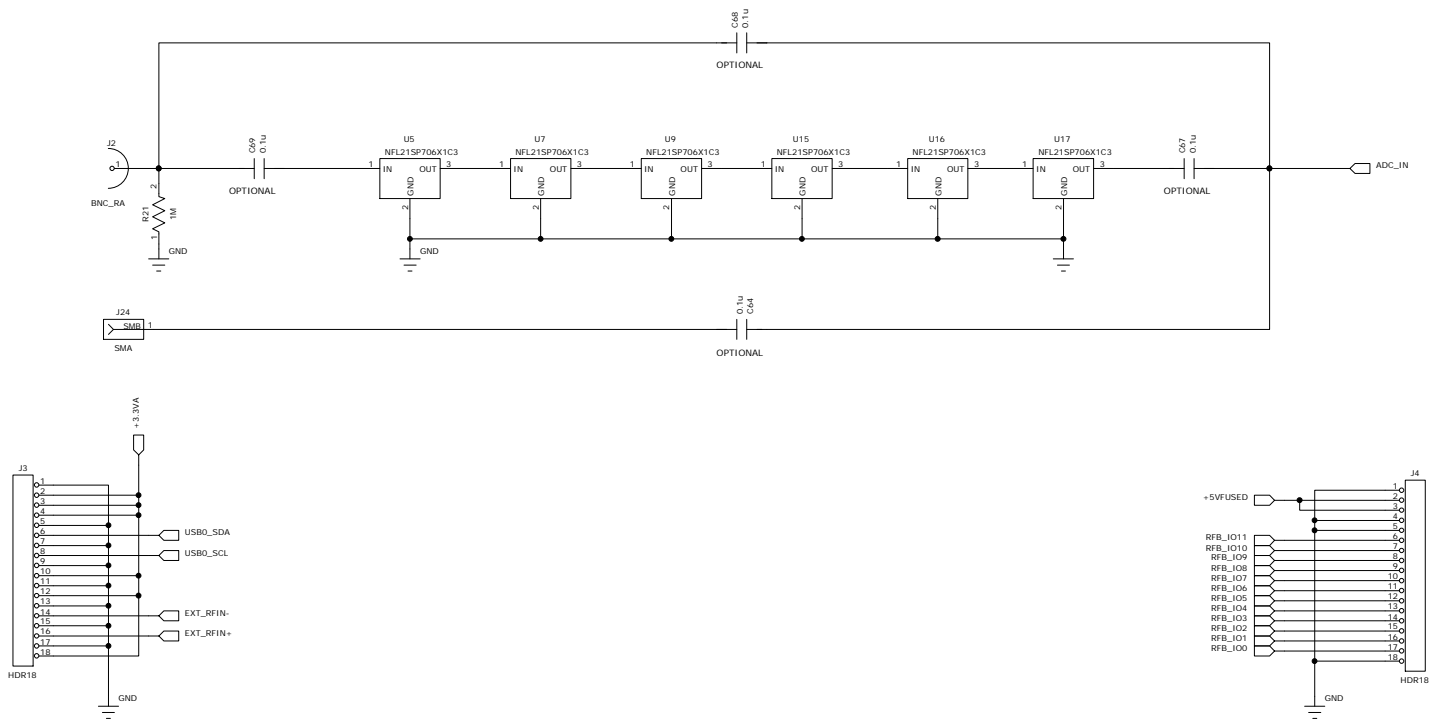 C68
0.1u
OPTIONAL
J2
1
BNC_RA
2
R21
1M
1
GND
C69
0.1u
OPTIONAL
U5
NFL21SP706X1C3
1
IN
OUT
3
GND
2
GND
U7
NFL21SP706X1C3
1
IN
OUT
3
GND
2
U9
NFL21SP706X1C3
1
IN
OUT
3
GND
2
U15
NFL21SP706X1C3
1
IN
OUT
3
GND
2
U16
NFL21SP706X1C3
1
IN
OUT
3
GND
2
U17
NFL21SP706X1C3
1
IN
OUT
3
GND
2
C67
0.1u
OPTIONAL
ADC_IN
J24
SMB
1
SMA
0.1u
C64
OPTIONAL
+3.3VA
J3
1
2
3
4
5
6
7
8
9
10
11
12
13
14
15
16
17
18
HDR18
USB0_SDA
USB0_SCL
EXT_RFIN-
EXT_RFIN+
GND
+5VFUSED
RFB_IO11
RFB_IO10
RFB_IO9
RFB_IO8
RFB_IO7
RFB_IO6
RFB_IO5
RFB_IO4
RFB_IO3
RFB_IO2
RFB_IO1
RFB_IO0
J4
1
2
3
4
5
6
7
8
9
10
11
12
13
14
15
16
17
18
HDR18
GND